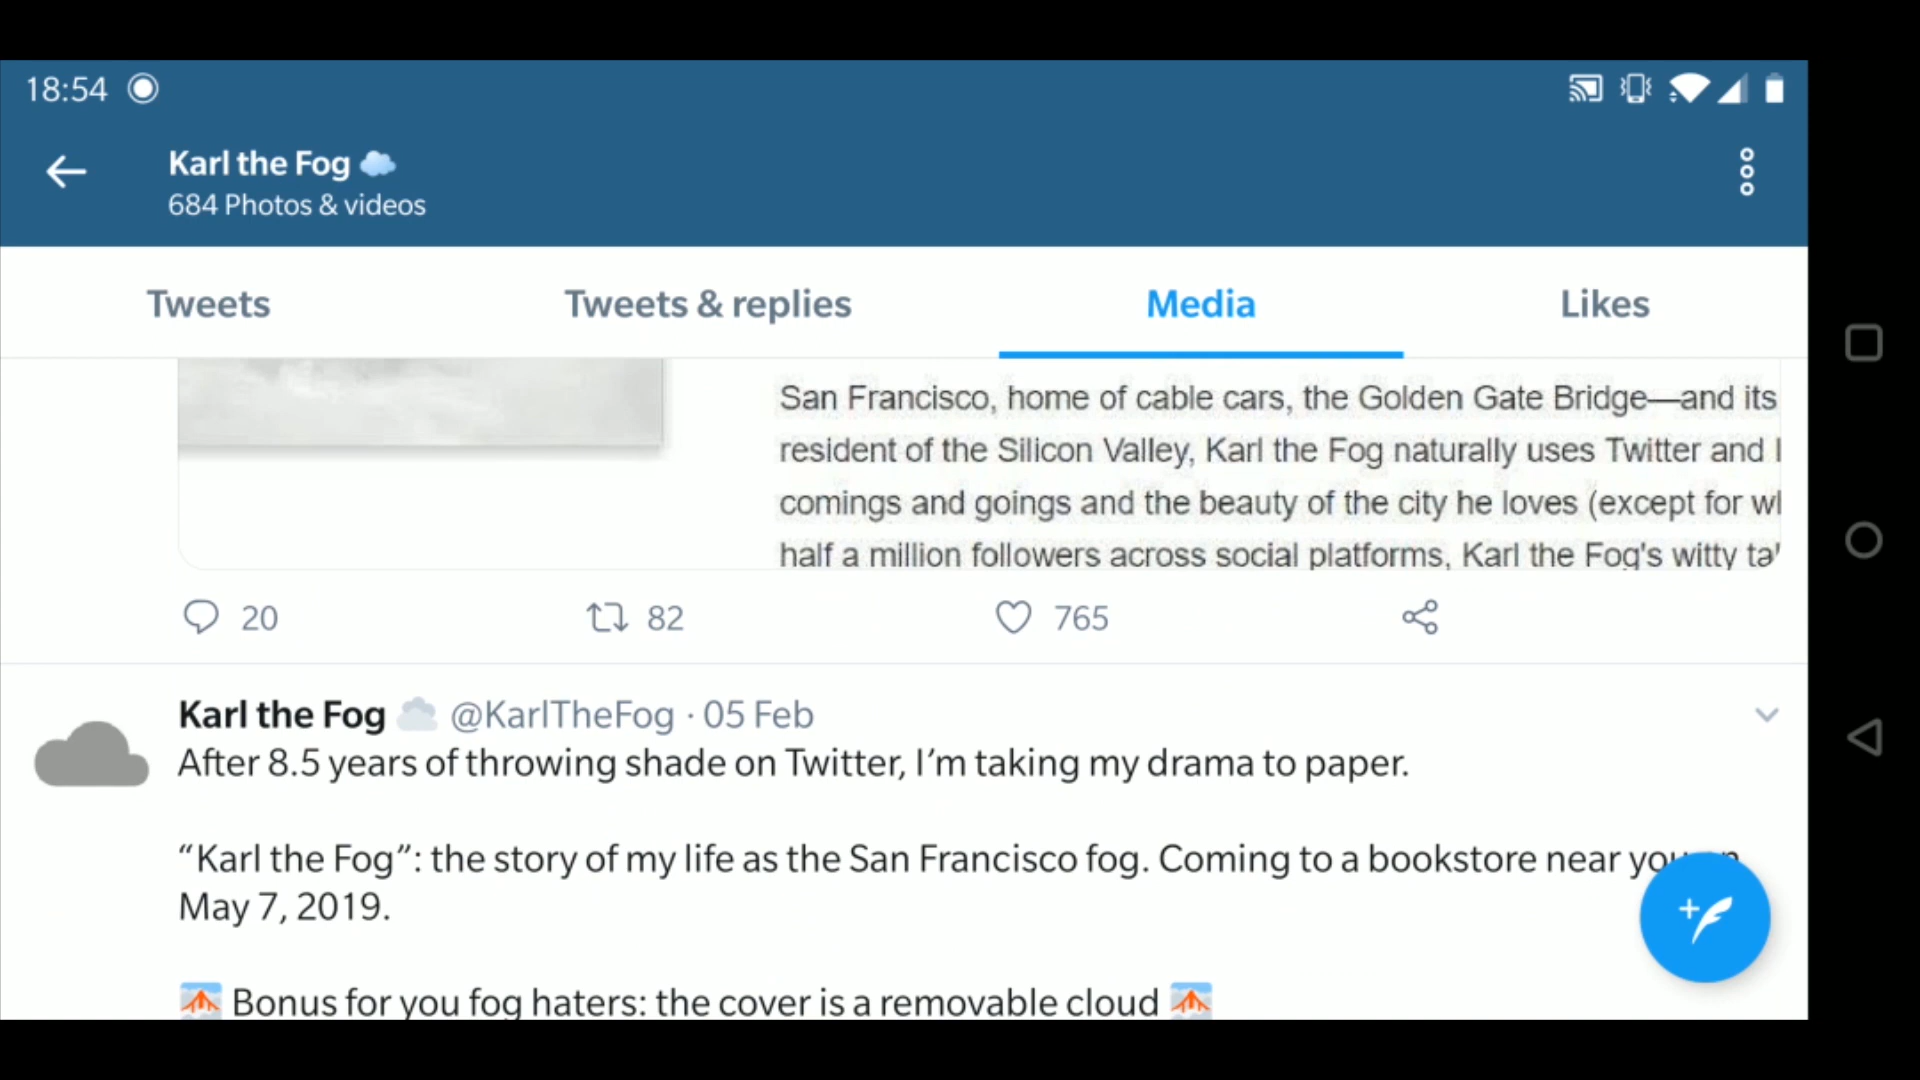 18:54
Karl the Fog
684 Photos & videos
Tweets Tweets & replies Media Likes
San Francisco, home of cable cars, the Golden Gate Bridge—and its
resident of the Silicon Valley, Karl the Fog naturally uses Twitter and
comings and goings and the beauty of the city he loves (except for
half a million followers across social platforms, Karl the Fog's witty
20 82 765
Karl the Fog @KarlTheFog · 05 Feb
After 8.5 years of throwing shade on Twitter, I’m taking my drama to paper.
“Karl the Fog”: the story of my life as the San Francisco fog. Coming to a bookstore near
May 7, 2019.
Bonus for you fog haters: the cover is a removable cloud